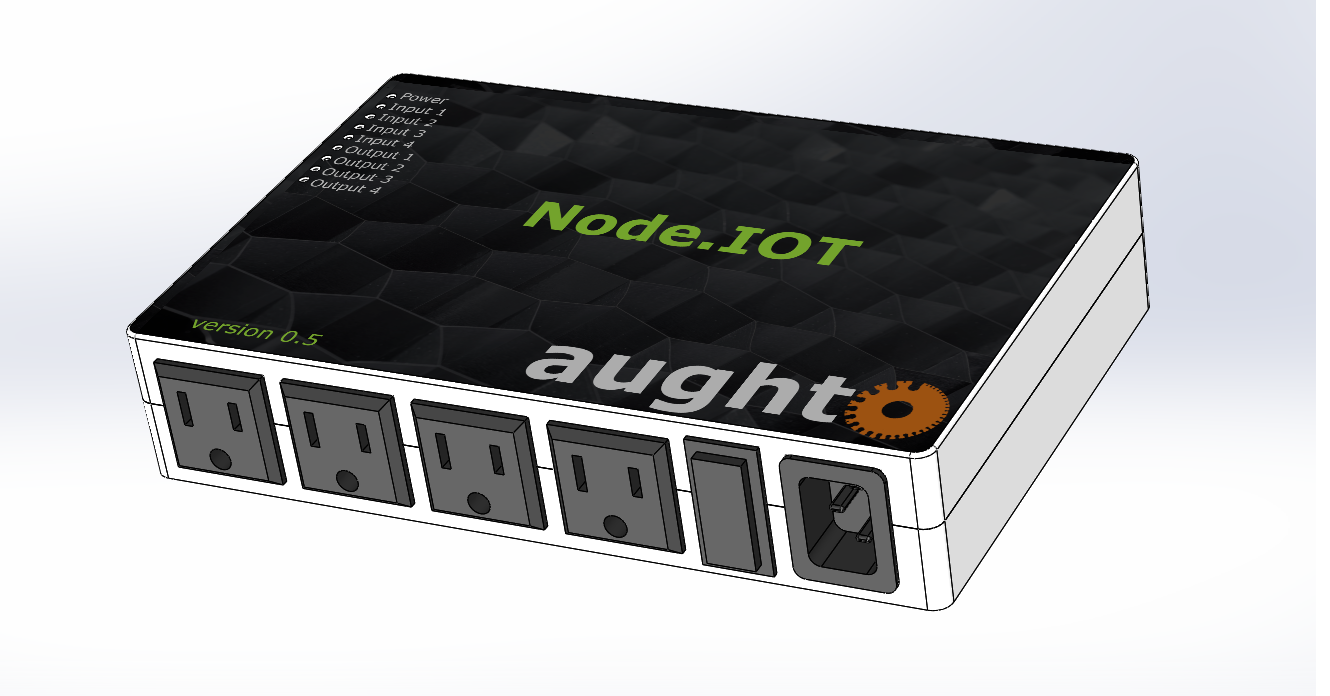 Power
Input 1
Input 2
Input 3
Input 4
Output 1
Output 2
Output 3
Output 4
Node.IOT
version 0.5
aught